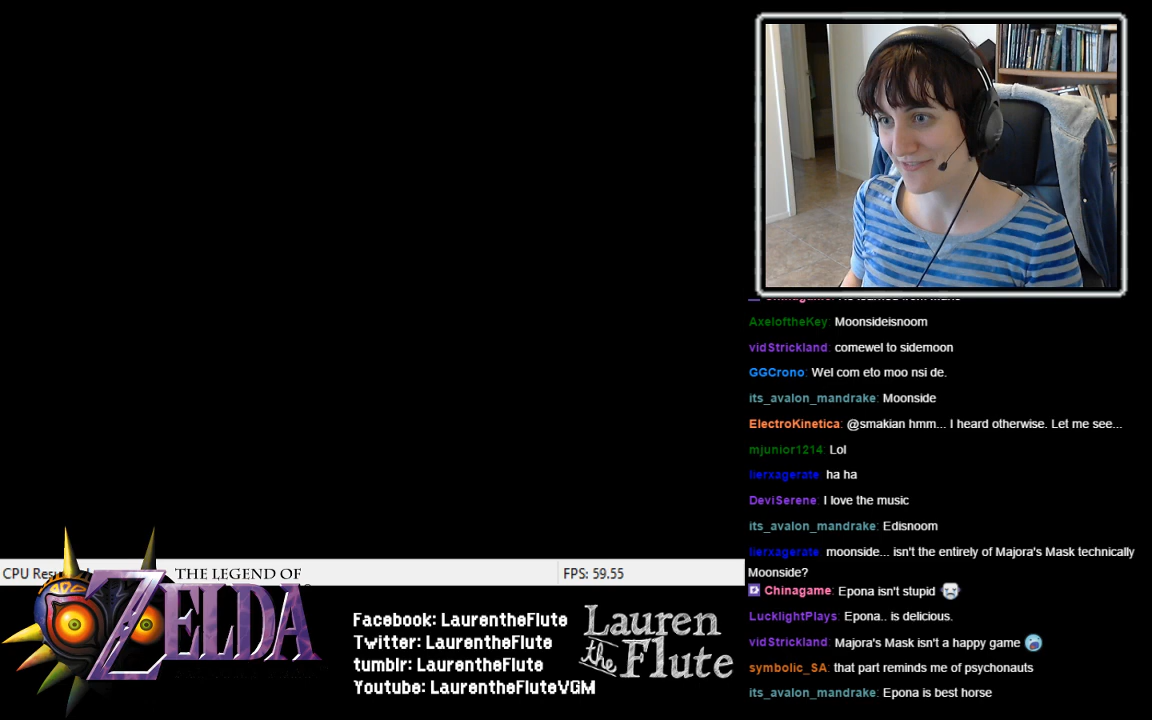 AxeloftheKey: Moonsideisnoom
vidStrickland: comewel to sidemoon
GGCrono: Wel com eto moo nsi de.
its_avalon_mandrake: Moonside
ElectroKinetica: @smakian hmm... I heard otherwise. Let me see...
mjunior1214: Lol
lierxagerate: ha ha
DeviSerene: I love the music
its_avalon_mandrake: Edisnoom
lierxagerate: moonside... isn't the entirely of Majora's Mask technically
Moonside?
Chinagame: Epona isn't stupid
LucklightPlays: Epona.. is delicious.
vidStrickland: Majora's Mask isn't a happy game
symbolic_SA: that part reminds me of psychonauts
its_avalon_mandrake: Epona is best horse
CPU
FPS: 59.55
THE LEGEND OF
ZELDA
Facebook: LaurentheFlute
Twitter: LaurentheFlute
tumblr: LaurentheFlute
Youtube: LaurentheFluteVGM
Lauren
the Flute